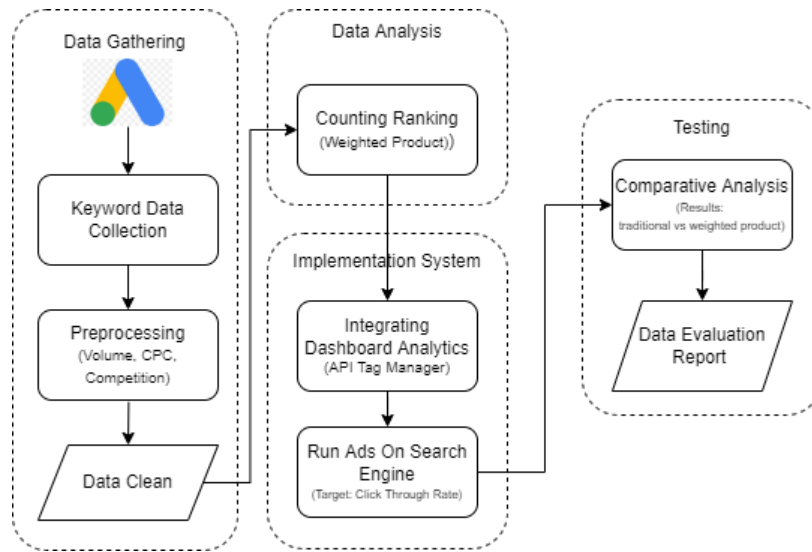 Data Gathering
Keyword Data
Collection
Preprocessing
(Volume, CPC,
Competition)
Data Clean
Data Analysis
Counting Ranking
(Weighted Product))
Implementation System
Integrating
Dashboard Analytics
(API Tag Manager)
Run Ads On Search
Engine
(Target: Click Through Rate)
Testing
Comparative Analysis
(Results:
traditional vs weighted product)
Data Evaluation
Report